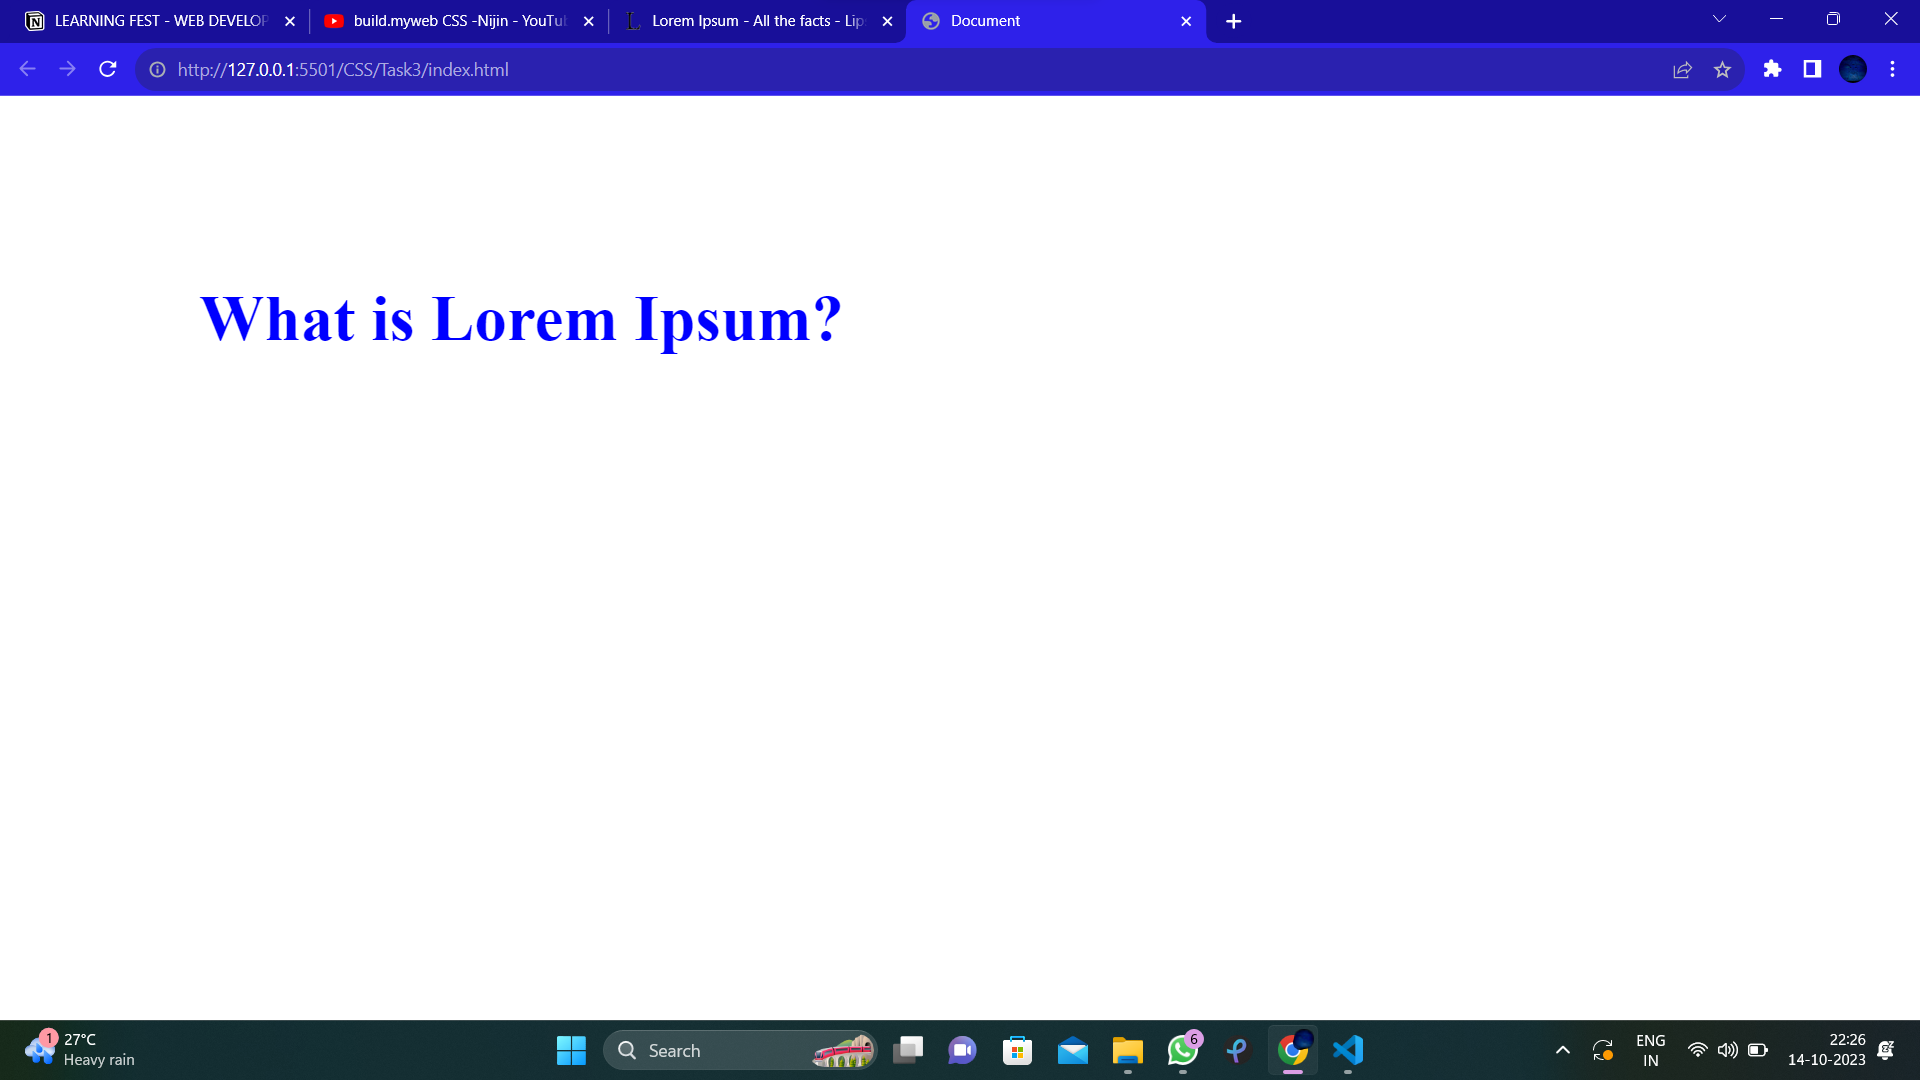 LEARNING FEST - WEB DEVELOP
build.myweb CSS -Nijin - YouTu
Lorem Ipsum - All the facts - Lip
Document
http://127.0.0.1:5501/CSS/Task3/index.html
What is Lorem Ipsum?
1
27°C
Heavy rain
Search
6
ENG
IN
22:26
14-10-2023